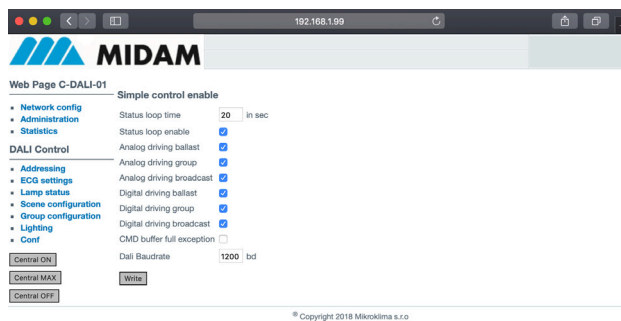 192.168.1.99
MIDAM
Web Page C-DALI-01
Network config
Administration
Statistics
DALI Control
Addressing
ECG settings
Lamp status
Scene configuration
Group configuration
Lighting
Conf
Central ON
Central MAX
Central OFF
Simple control enable
Status loop time 20 in sec
Status loop enable
Analog driving ballast
Analog driving group
Analog driving broadcast
Digital driving ballast
Digital driving group
Digital driving broadcast
CMD buffer full exception
Dali Baudrate 1200 bd
Write
® Copyright 2018 Mikroklima s.r.o